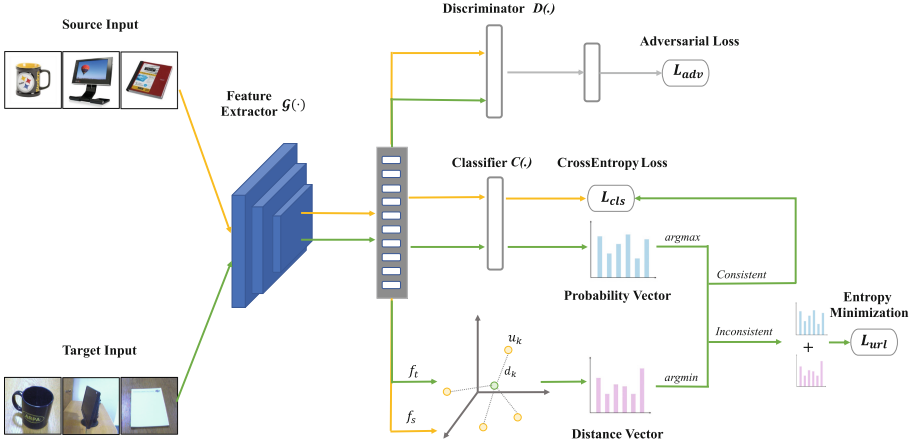 Source Input
Feature
Extractor 𝒢(·)
Target Input
Discriminator D(.)
Adversarial Loss
L_adv
Classifier C(.)
CrossEntropy Loss
L_cls
argmax
Probability Vector
Consistent
Inconsistent
Entropy
Minimization
+
L_url
u_k
d_k
f_t
f_s
argmin
Distance Vector